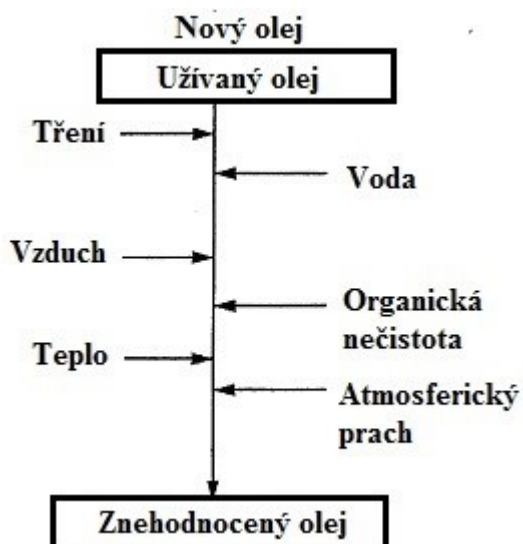 Nový olej
Užívaný olej
Tření
Voda
Vzduch
Organická
nečistota
Teplo
Atmosferický
prach
Znehodnocený olej